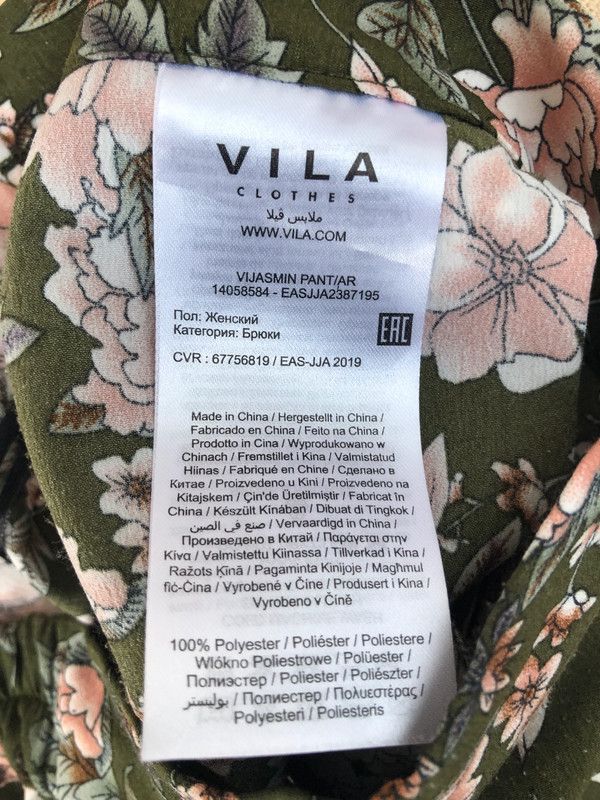 VILA
CLOTHES
ملابس ڤيلا
WWW.VILA.COM
VIJASMIN PANT/AR
14058584 - EASJJA2387195
Пол: Женский
Категория: Брюки
EAC
CVR : 67756819 / EAS-JJA 2019
Made in China / Hergestellt in China /
Fabricado en China / Feito na China /
Prodotto in Cina / Wyprodukowano w
Chinach / Fremstillet i Kina / Valmistatud
Hiinas / Fabriqué en Chine / Сделано в
Китае / Proizvedeno u Kini / Proizvedeno na
Kitajskem / Çin'de Üretilmiştir / Fabricat în
China / Készült Kínában / Dibuat di Tingkok /
صنع في الصين / Vervaardigd in China /
Произведено в Китай / Παράγεται στην
Κίνα / Valmistettu Kiinassa / Tillverkad i Kina /
Ražots Ķīnā / Pagaminta Kinijoje / Magħmul
fiċ-Ċina / Vyrobené v Číne / Produsert i Kina /
Vyrobeno v Číně
100% Polyester / Poliéster / Poliestere /
Włókno Poliestrowe / Polüester /
Полиэстер / Poliester / Poliészter /
بوليستر / Полиестер / Πολυεστέρας /
Polyesteri / Poliesteris